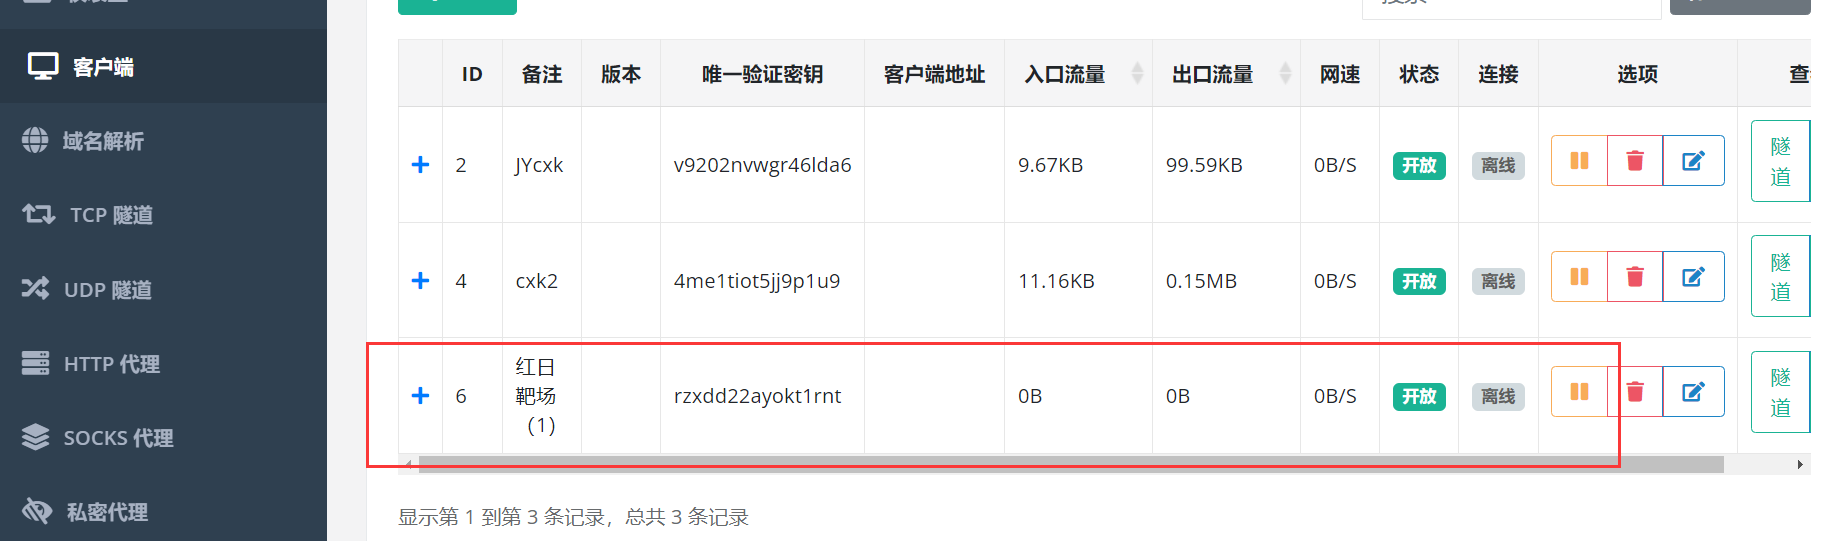 客户端
域名解析
TCP 隧道
UDP 隧道
HTTP 代理
SOCKS 代理
私密代理
ID 备注 版本 唯一验证密钥 客户端地址 入口流量 出口流量 网速 状态 连接 选项
2 JYcxk v9202nvwgr46lda6 9.67KB 99.59KB 0B/S 开放 离线 隧道
4 cxk2 4me1tiot5jj9p1u9 11.16KB 0.15MB 0B/S 开放 离线 隧道
6 红日靶场（1） rzxdd22ayokt1rnt 0B 0B 0B/S 开放 离线 隧道
显示第 1 到第 3 条记录，总共 3 条记录